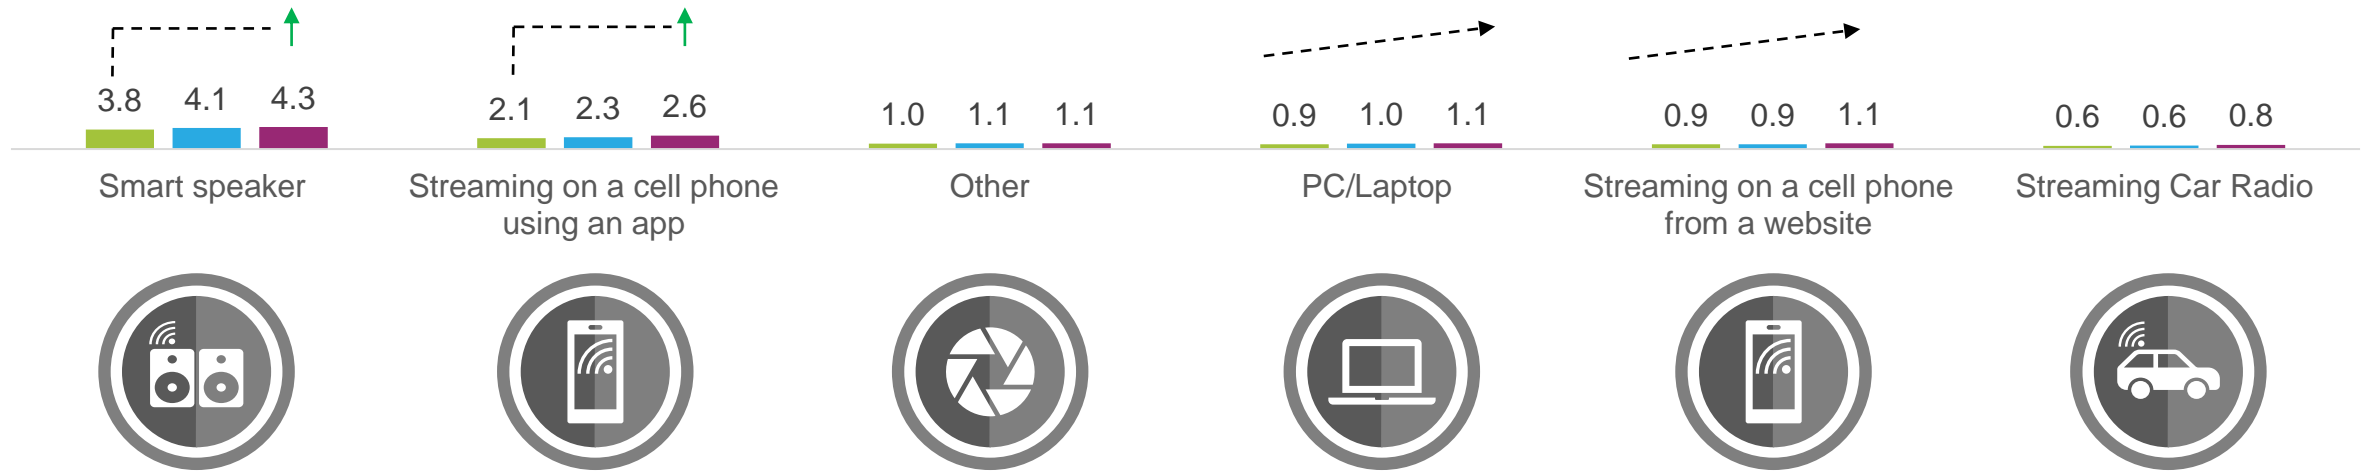 3.8 4.1 4.3
2.1 2.3 2.6
1.0 1.1 1.1
0.9 1.0 1.1
0.9 0.9 1.1
0.6 0.6 0.8
Smart speaker
Streaming on a cell phone
using an app
Other
PC/Laptop
Streaming on a cell phone
from a website
Streaming Car Radio